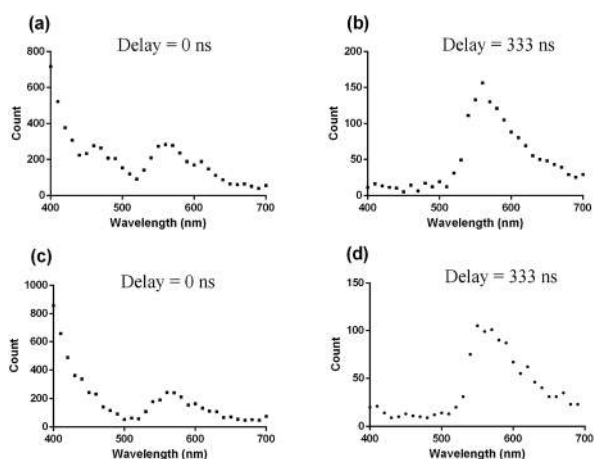 (a)
Delay = 0 ns
800
600
400
200
0
Count
400 500 600 700
Wavelength (nm)
(b)
Delay = 333 ns
200
150
100
50
0
Count
400 500 600 700
Wavelength (nm)
(c)
Delay = 0 ns
1000
800
600
400
200
0
Count
400 500 600 700
Wavelength (nm)
(d)
Delay = 333 ns
150
100
50
0
Count
400 500 600 700
Wavelength (nm)